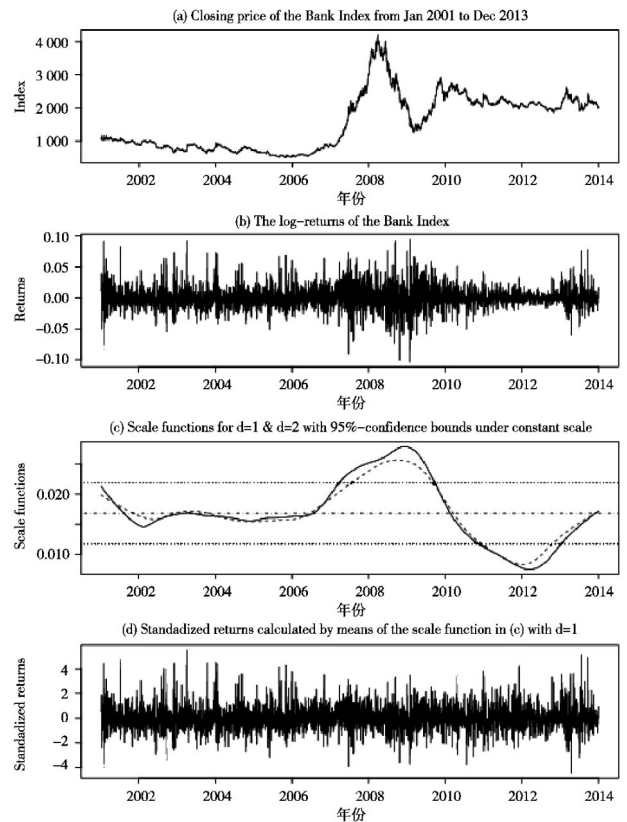 (a) Closing price of the Bank Index from Jan 2001 to Dec 2013
4 000
3 000
2 000
1 000
Index
2002 2004 2006 2008 2010 2012 2014
年份
(b) The log-returns of the Bank Index
0.10
0.05
0.00
-0.05
-0.10
Returns
2002 2004 2006 2008 2010 2012 2014
年份
(c) Scale functions for d=1 & d=2 with 95%-confidence bounds under constant scale
0.020
0.010
Scale functions
2002 2004 2006 2008 2010 2012 2014
年份
(d) Standadized returns calculated by means of the scale function in (c) with d=1
4
2
0
-2
-4
Standadized returns
2002 2004 2006 2008 2010 2012 2014
年份